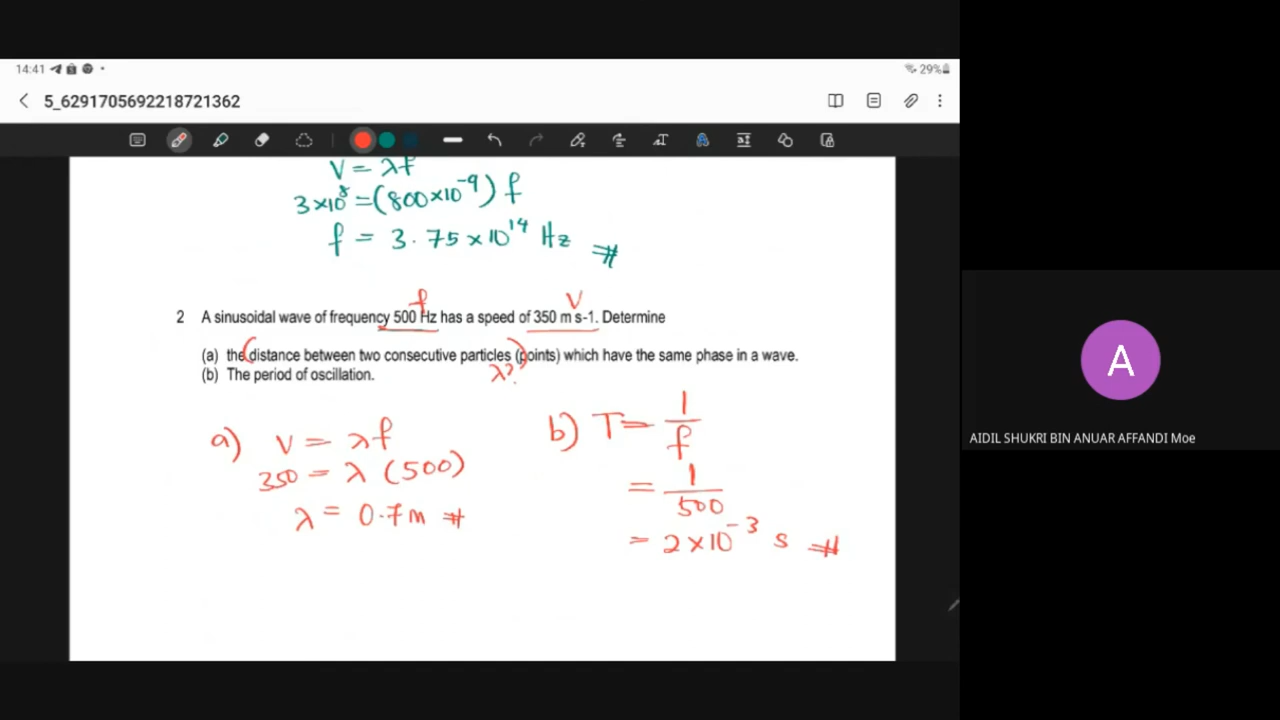 14:41
29%
5_6291705692218721362
V = λf
3×10⁸ = (800×10⁻⁹) f
f = 3.75×10¹⁴ Hz #
f
V
2 A sinusoidal wave of frequency 500 Hz has a speed of 350 m s-1. Determine
(a) the distance between two consecutive particles (points) which have the same phase in a wave.
λ??
(b) The period of oscillation.
a) V = λf
350 = λ (500)
λ = 0.7m #
b) T = 1/f
= 1/500
= 2×10⁻³ s #
A
AIDIL SHUKRI BIN ANUAR AFFANDI Moe